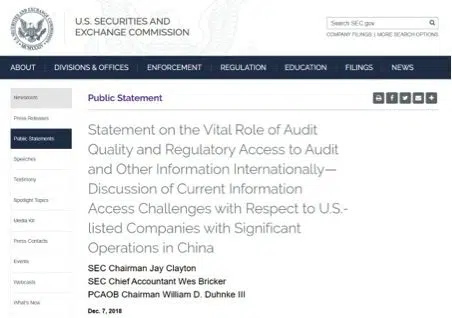 U.S. SECURITIES AND
EXCHANGE COMMISSION
Search SEC.gov
COMPANY FILINGS | MORE SEARCH OPTIONS
ABOUT
DIVISIONS & OFFICES
ENFORCEMENT
REGULATION
EDUCATION
FILINGS
NEWS
Newsroom
Press Releases
Public Statements
Speeches
Testimony
Spotlight Topics
Media Kit
Press Contacts
Events
Webcasts
What's New
Public Statement
Statement on the Vital Role of Audit
Quality and Regulatory Access to Audit
and Other Information Internationally—
Discussion of Current Information
Access Challenges with Respect to U.S.-
listed Companies with Significant
Operations in China
SEC Chairman Jay Clayton
SEC Chief Accountant Wes Bricker
PCAOB Chairman William D. Duhnke III
Dec. 7, 2018